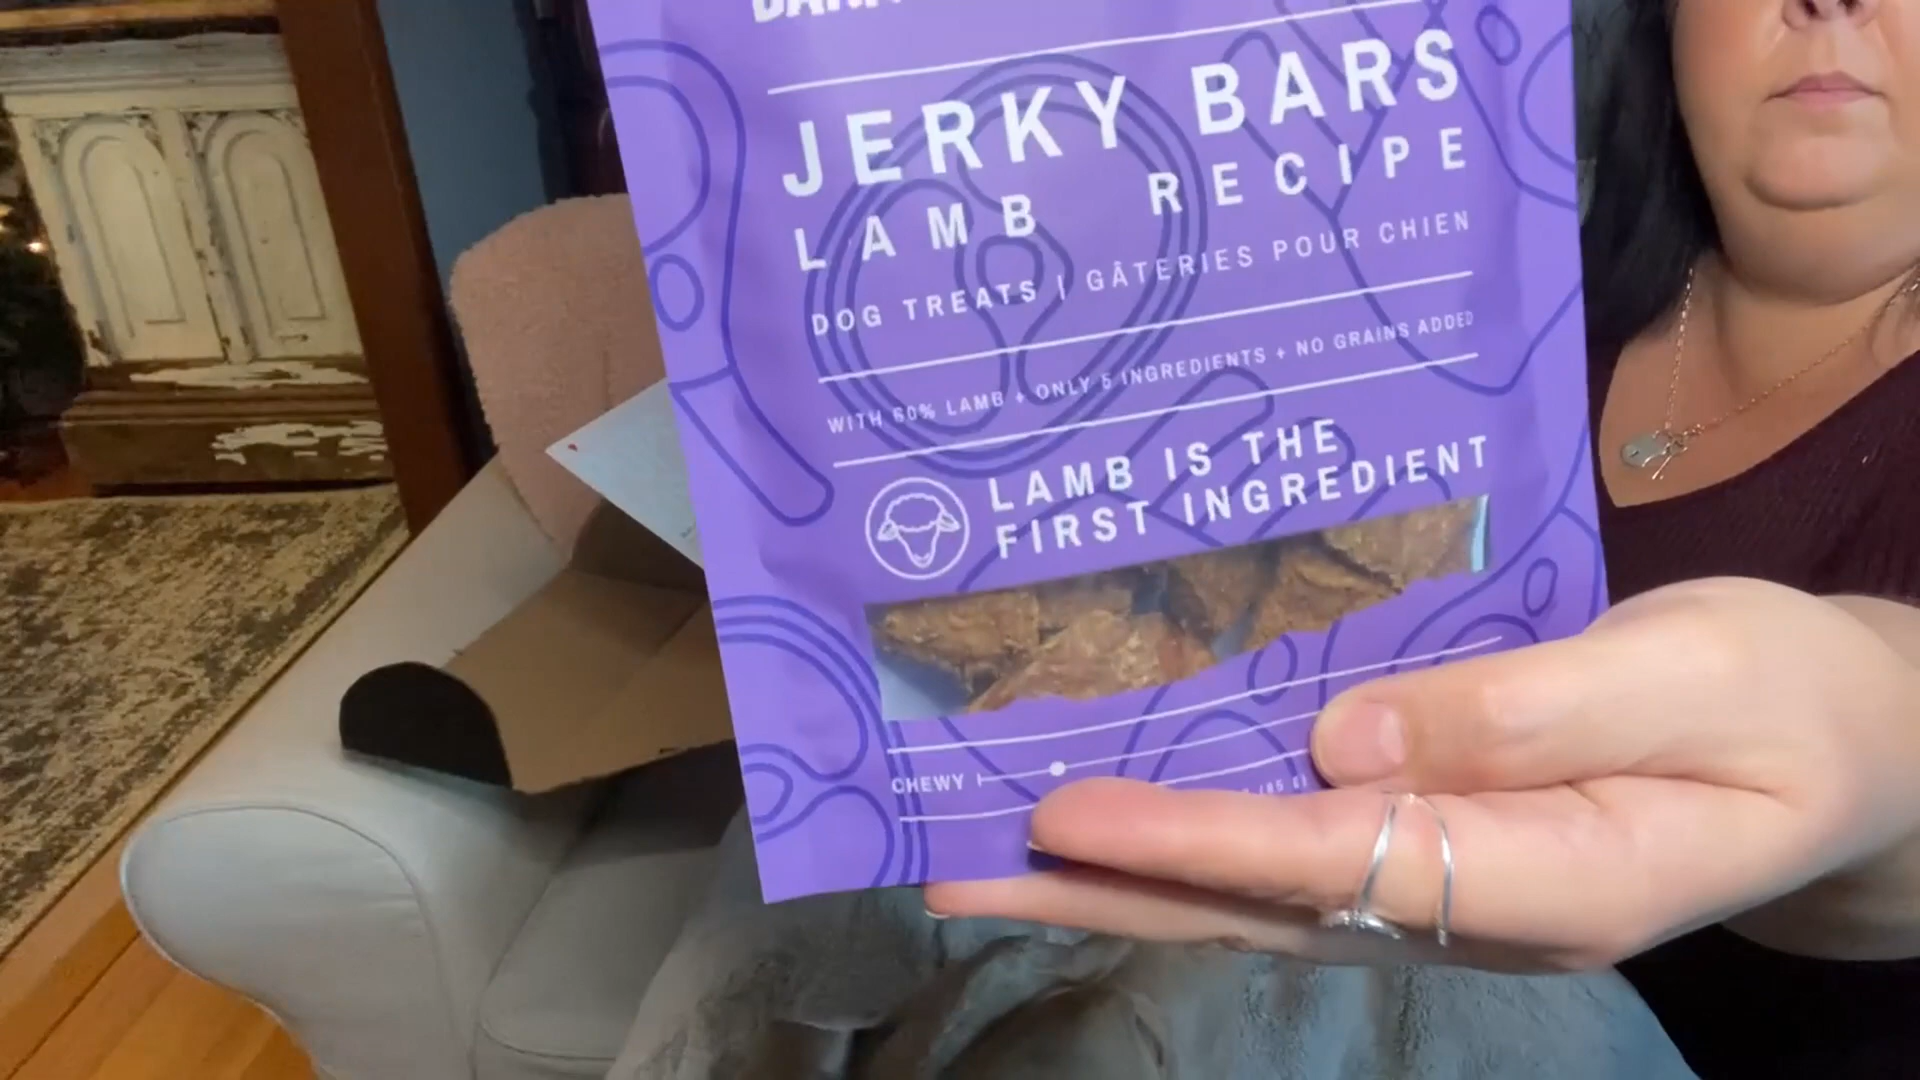 JERKY BARS
LAMB RECIPE
DOG TREATS | GÂTERIES POUR CHIEN
WITH 60% LAMB + ONLY 5 INGREDIENTS + NO GRAINS ADDED
LAMB IS THE
FIRST INGREDIENT
CHEWY
(85 G)